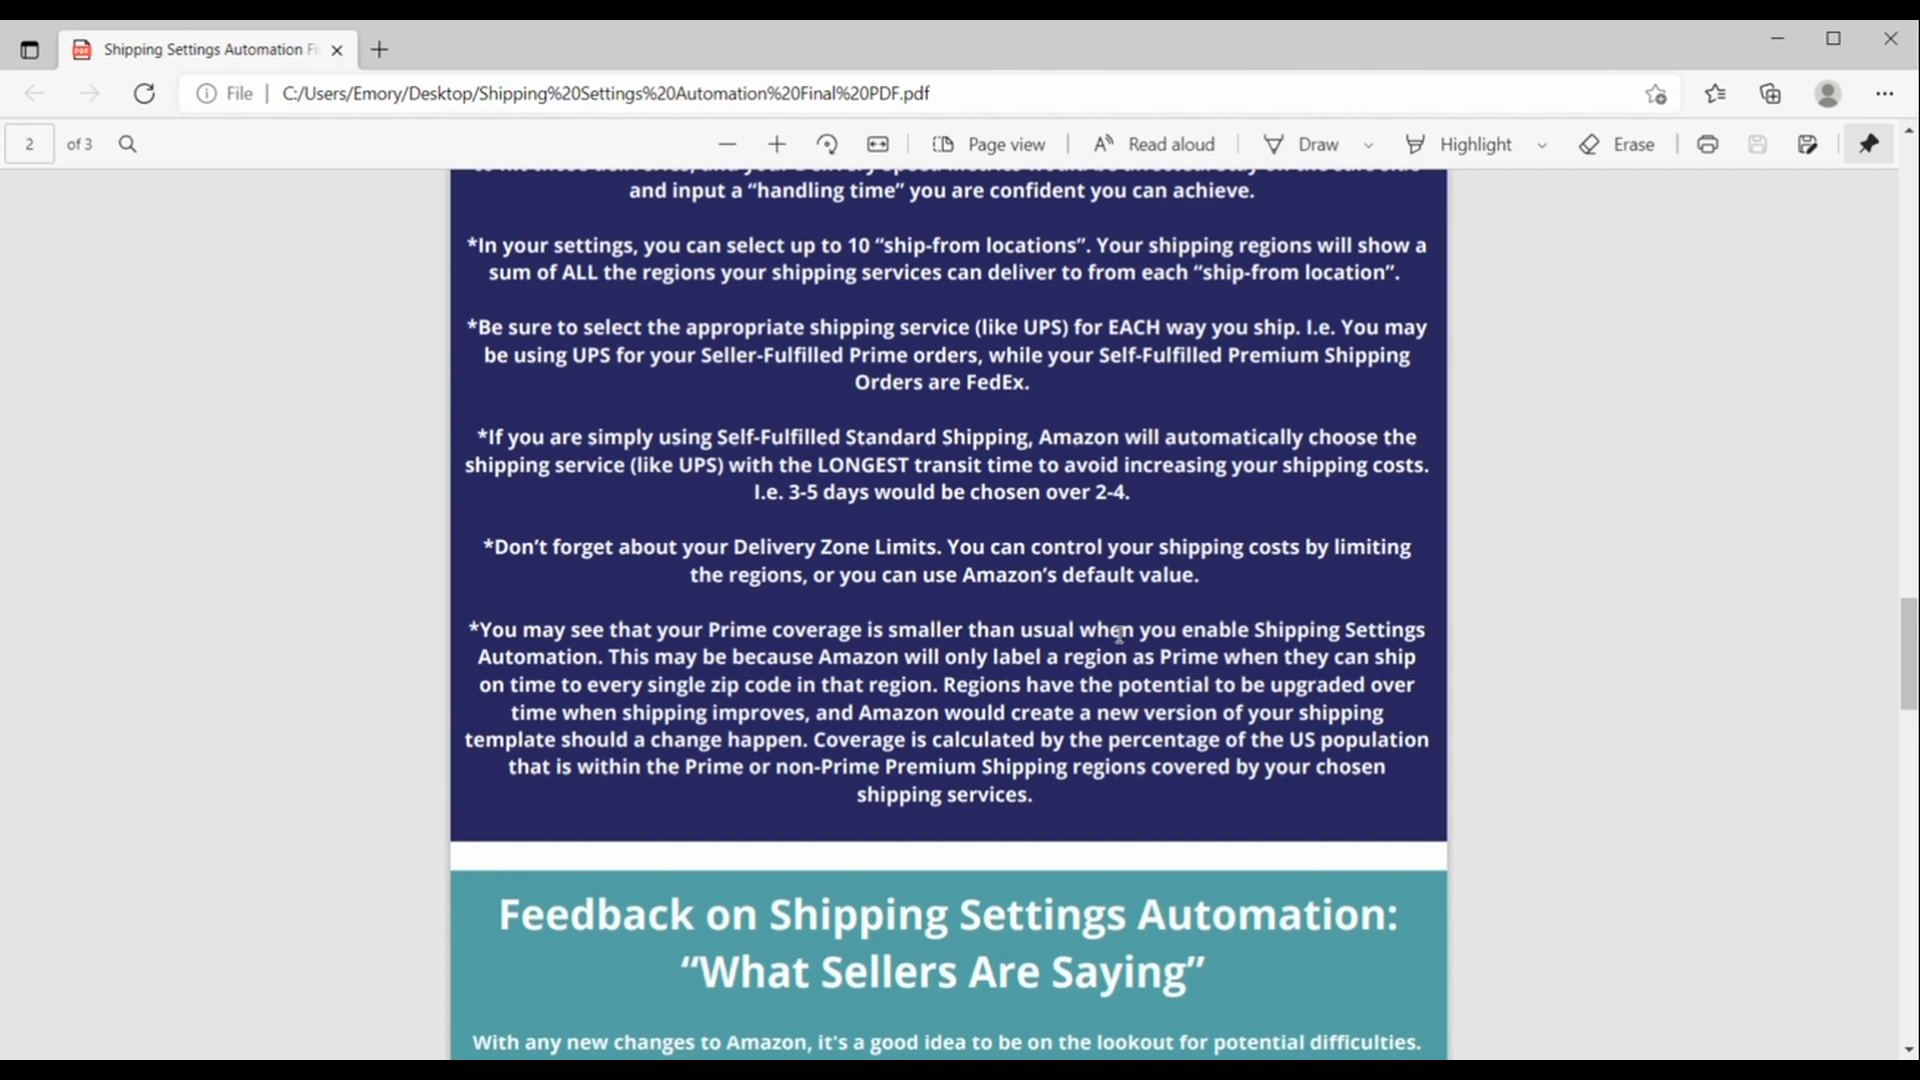 Shipping Settings Automation Fi
File
C:/Users/Emory/Desktop/Shipping%20Settings%20Automation%20Final%20PDF.pdf
2 of 3
Page view
Read aloud
Draw
Highlight
Erase
and input a “handling time” you are confident you can achieve.
*In your settings, you can select up to 10 “ship-from locations”. Your shipping regions will show a
sum of ALL the regions your shipping services can deliver to from each “ship-from location”.
*Be sure to select the appropriate shipping service (like UPS) for EACH way you ship. I.e. You may
be using UPS for your Seller-Fulfilled Prime orders, while your Self-Fulfilled Premium Shipping
Orders are FedEx.
*If you are simply using Self-Fulfilled Standard Shipping, Amazon will automatically choose the
shipping service (like UPS) with the LONGEST transit time to avoid increasing your shipping costs.
I.e. 3-5 days would be chosen over 2-4.
*Don’t forget about your Delivery Zone Limits. You can control your shipping costs by limiting
the regions, or you can use Amazon’s default value.
*You may see that your Prime coverage is smaller than usual when you enable Shipping Settings
Automation. This may be because Amazon will only label a region as Prime when they can ship
on time to every single zip code in that region. Regions have the potential to be upgraded over
time when shipping improves, and Amazon would create a new version of your shipping
template should a change happen. Coverage is calculated by the percentage of the US population
that is within the Prime or non-Prime Premium Shipping regions covered by your chosen
shipping services.
Feedback on Shipping Settings Automation:
“What Sellers Are Saying”
With any new changes to Amazon, it's a good idea to be on the lookout for potential difficulties.